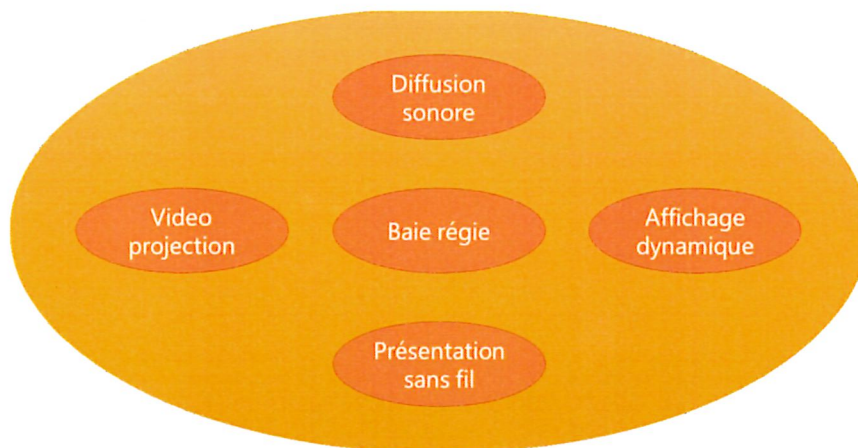 Diffusion
sonore
Video
projection
Baie régie
Affichage
dynamique
Présentation
sans fil